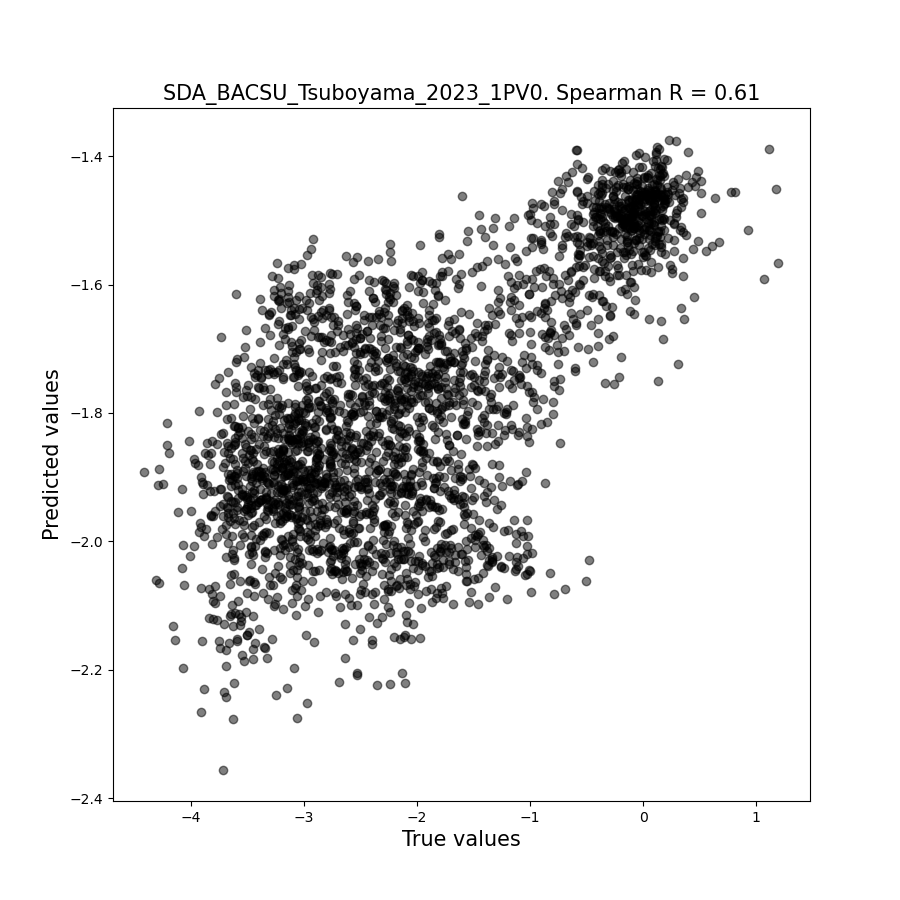 SDA_BACSU_Tsuboyama_2023_1PV0. Spearman R = 0.61
Predicted values
−1.4
−1.6
−1.8
−2.0
−2.2
−2.4
−4 −3 −2 −1 0 1
True values